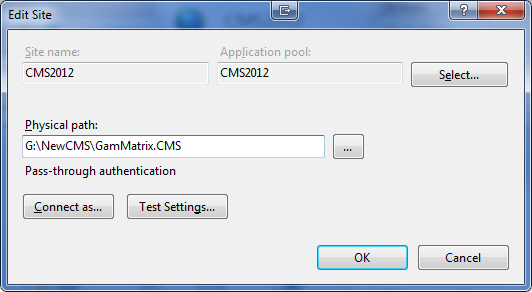 Edit Site
Site name:
Application pool:
CMS2012
CMS2012
Select...
Physical path:
G:\NewCMS\GamMatrix.CMS
...
Pass-through authentication
Connect as...
Test Settings...
OK
Cancel